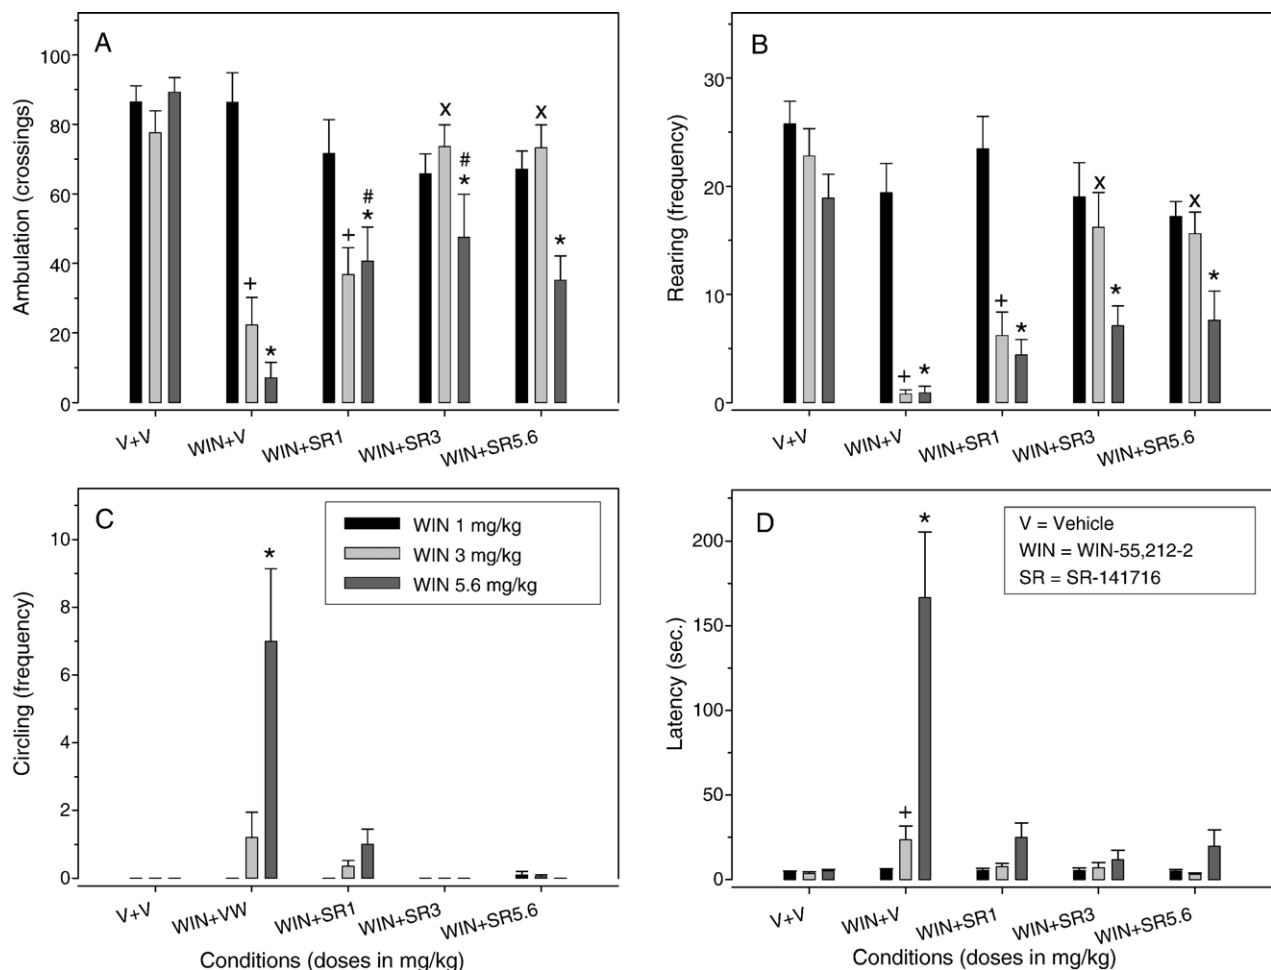 A
Ambulation (crossings)
100
80
60
40
20
0
+
*
+
#
*
x
#
*
x
*
V+V
WIN+V
WIN+SR1
WIN+SR3
WIN+SR5.6
B
Rearing (frequency)
30
20
10
0
+
*
+
*
x
*
x
*
V+V
WIN+V
WIN+SR1
WIN+SR3
WIN+SR5.6
C
Circling (frequency)
10
8
6
4
2
0
*
WIN 1 mg/kg
WIN 3 mg/kg
WIN 5.6 mg/kg
V+V
WIN+VW
WIN+SR1
WIN+SR3
WIN+SR5.6
Conditions (doses in mg/kg)
D
Latency (sec.)
200
150
100
50
0
+
*
V = Vehicle
WIN = WIN-55,212-2
SR = SR-141716
V+V
WIN+V
WIN+SR1
WIN+SR3
WIN+SR5.6
Conditions (doses in mg/kg)